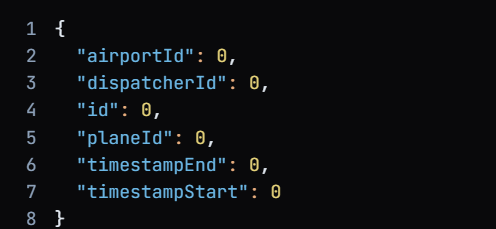 1 {
2   "airportId": 0,
3   "dispatcherId": 0,
4   "id": 0,
5   "planeId": 0,
6   "timestampEnd": 0,
7   "timestampStart": 0
8 }